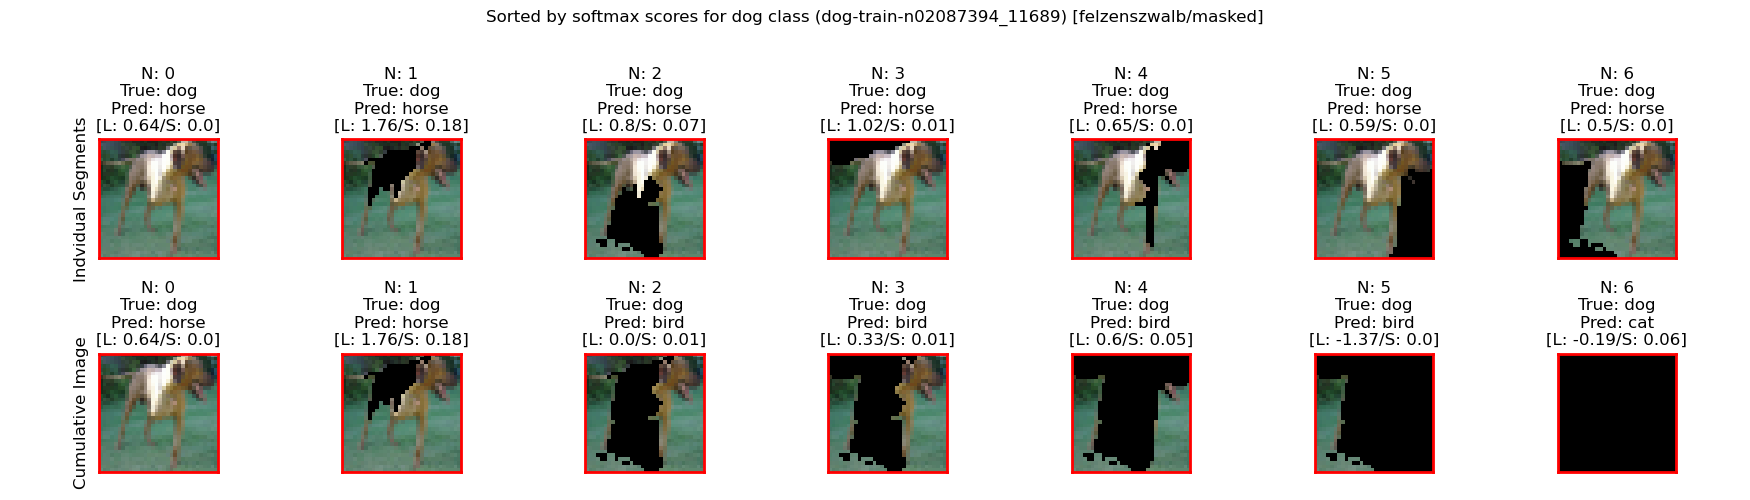 Sorted by softmax scores for dog class (dog-train-n02087394_11689) [felzenszwalb/masked]
Indvidual Segments
N: 0
True: dog
Pred: horse
[L: 0.64/S: 0.0]
N: 1
True: dog
Pred: horse
[L: 1.76/S: 0.18]
N: 2
True: dog
Pred: horse
[L: 0.8/S: 0.07]
N: 3
True: dog
Pred: horse
[L: 1.02/S: 0.01]
N: 4
True: dog
Pred: horse
[L: 0.65/S: 0.0]
N: 5
True: dog
Pred: horse
[L: 0.59/S: 0.0]
N: 6
True: dog
Pred: horse
[L: 0.5/S: 0.0]
Cumulative Image
N: 0
True: dog
Pred: horse
[L: 0.64/S: 0.0]
N: 1
True: dog
Pred: horse
[L: 1.76/S: 0.18]
N: 2
True: dog
Pred: bird
[L: 0.0/S: 0.01]
N: 3
True: dog
Pred: bird
[L: 0.33/S: 0.01]
N: 4
True: dog
Pred: bird
[L: 0.6/S: 0.05]
N: 5
True: dog
Pred: bird
[L: -1.37/S: 0.0]
N: 6
True: dog
Pred: cat
[L: -0.19/S: 0.06]